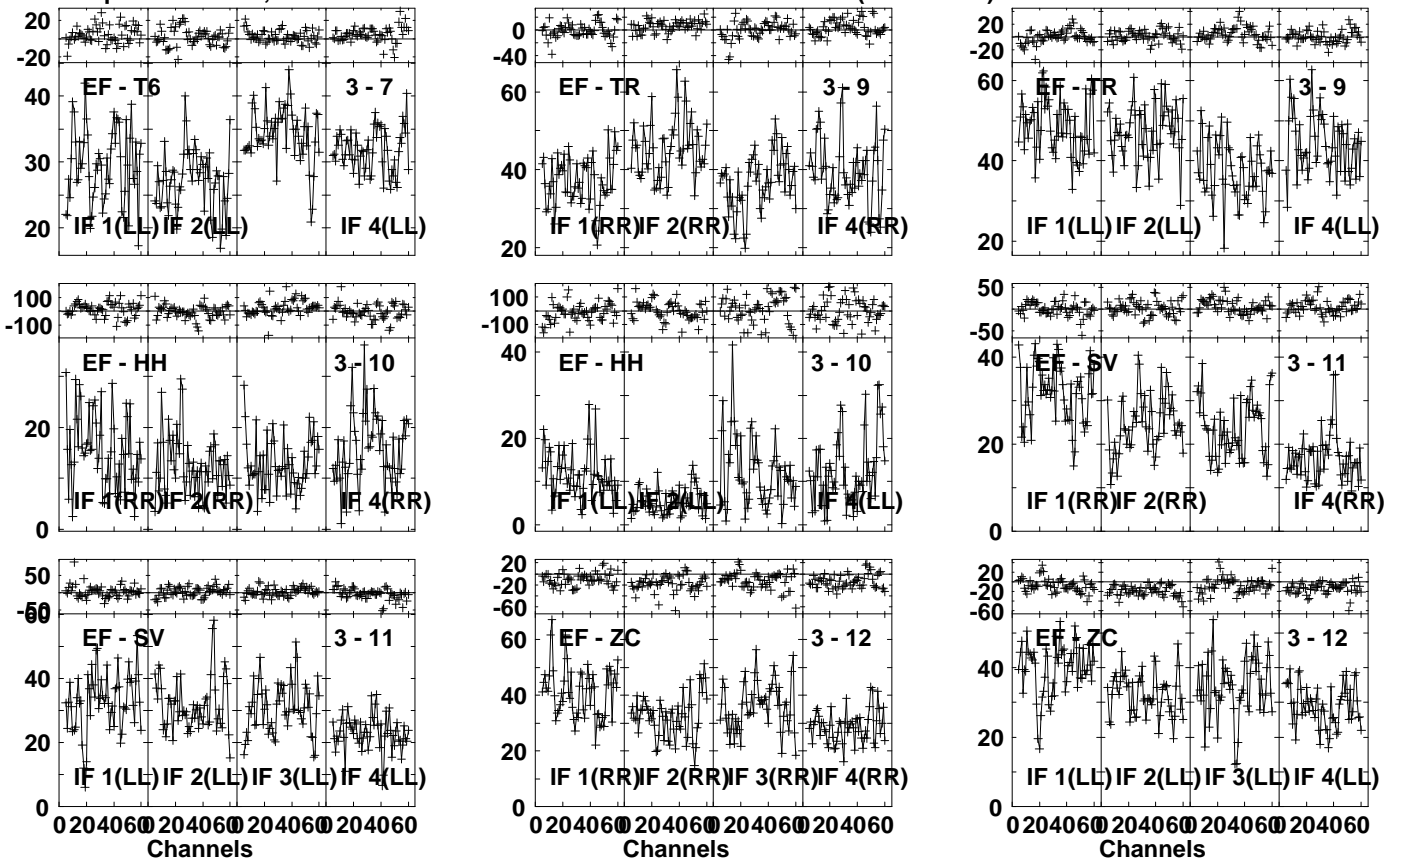 20
-20
EF - T6 3 - 7
40
30
20
IF 1(LL) IF 2(LL) IF 4(LL)
0
-40
EF - TR 3 - 9
60
40
20
IF 1(RR) IF 2(RR) IF 4(RR)
20
-20
EF - TR 3 - 9
60
40
20
IF 1(LL) IF 2(LL) IF 4(LL)
100
-100
EF - HH 3 - 10
20
0
IF 1(RR) IF 2(RR) IF 4(RR)
100
-100
EF - HH 3 - 10
40
20
0
IF 1(LL) IF 2(LL) IF 4(LL)
50
-50
EF - SV 3 - 11
40
20
0
IF 1(RR) IF 2(RR) IF 4(RR)
50
-50
EF - SV 3 - 11
60
40
20
0
IF 1(LL) IF 2(LL) IF 3(LL) IF 4(LL)
0 204060 0 204060 0 204060 0 204060
Channels
20
-20
-60
EF - ZC 3 - 12
60
40
20
0
IF 1(RR) IF 2(RR) IF 3(RR) IF 4(RR)
0 204060 0 204060 0 204060 0 204060
Channels
20
-20
-60
EF - ZC 3 - 12
40
20
0
IF 1(LL) IF 2(LL) IF 3(LL) IF 4(LL)
0 204060 0 204060 0 204060 0 204060
Channels